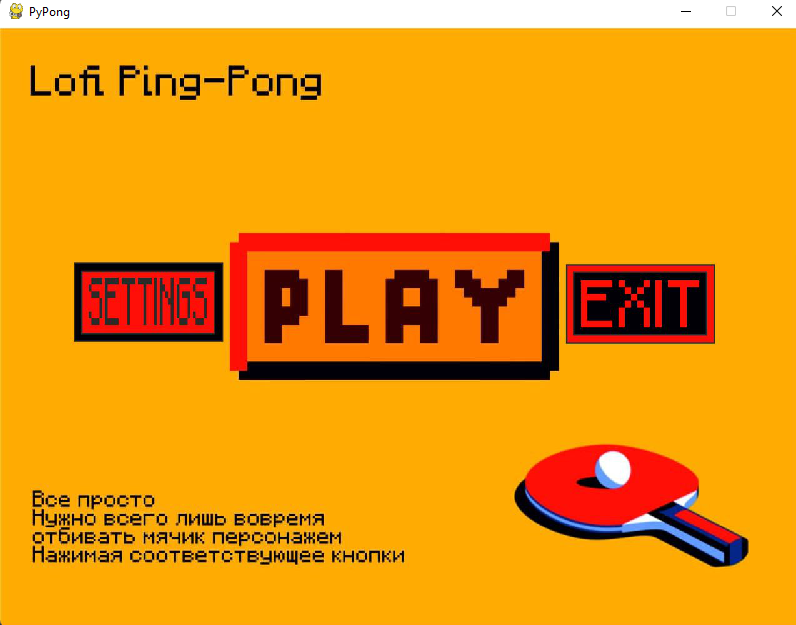 PyPong
Lofi Ping-Pong
SETTINGS
PLAY
EXIT
Все просто
Нужно всего лишь вовремя
отбивать мячик персонажем
Нажимая соответствующее кнопки